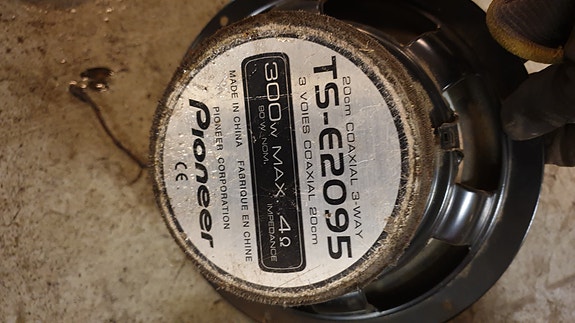 TS-E2095
20cm COAXIAL 3-WAY
3 VOIES COAXIAL 20cm
300W MAX. 4Ω
90 W NOM. IMPEDANCE
MADE IN CHINA FABRIQUE EN CHINE
PIONEER CORPORATION
Pioneer
CE